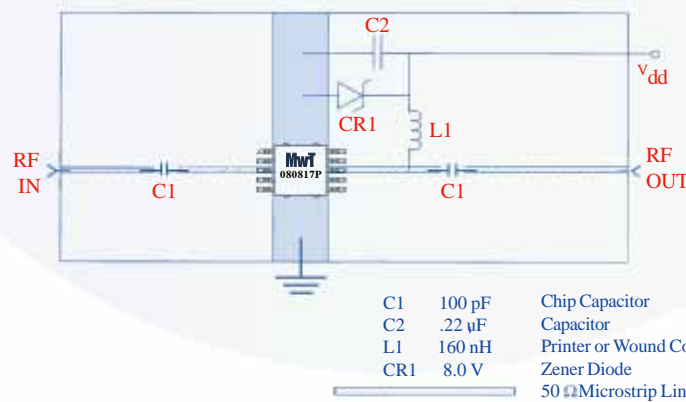 C2
Vdd
CR1
L1
RF
IN
C1
MwT
080817P
C1
RF
OUT
C1 100 pF Chip Capacitor
C2 .22 µF Capacitor
L1 160 nH Printer or Wound Co
CR1 8.0 V Zener Diode
50 Ω Microstrip Lin